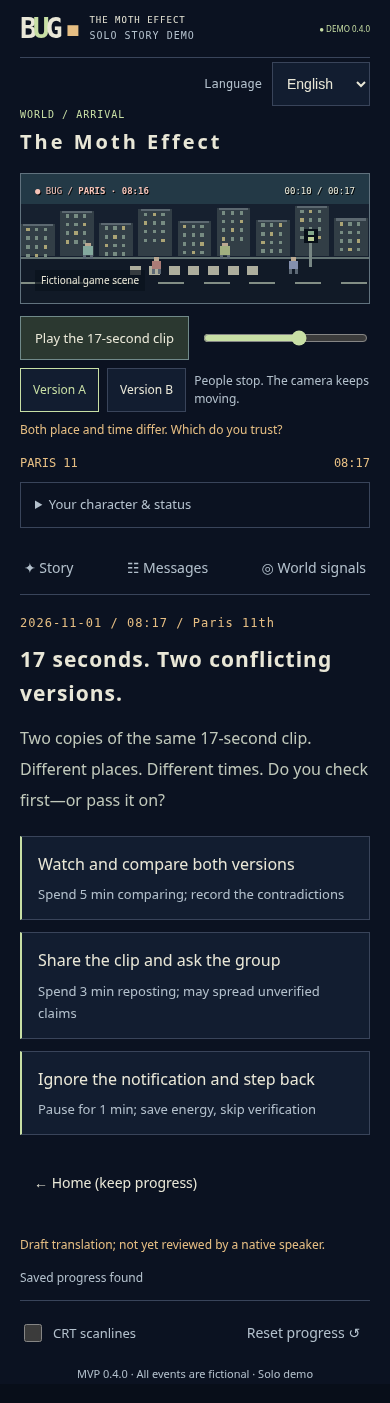 BUG THE MOTH EFFECT
SOLO STORY DEMO
● DEMO 0.4.0
Language English
WORLD / ARRIVAL
The Moth Effect
● BUG / PARIS · 08:16 00:10 / 00:17
Fictional game scene
Play the 17-second clip
Version A Version B People stop. The camera keeps
moving.
Both place and time differ. Which do you trust?
PARIS 11 08:17
▶ Your character & status
✦ Story ☷ Messages ◎ World signals
2026-11-01 / 08:17 / Paris 11th
17 seconds. Two conflicting
versions.
Two copies of the same 17-second clip.
Different places. Different times. Do you check
first—or pass it on?
Watch and compare both versions
Spend 5 min comparing; record the contradictions
Share the clip and ask the group
Spend 3 min reposting; may spread unverified
claims
Ignore the notification and step back
Pause for 1 min; save energy, skip verification
← Home (keep progress)
Draft translation; not yet reviewed by a native speaker.
Saved progress found
CRT scanlines Reset progress ↺
MVP 0.4.0 · All events are fictional · Solo demo